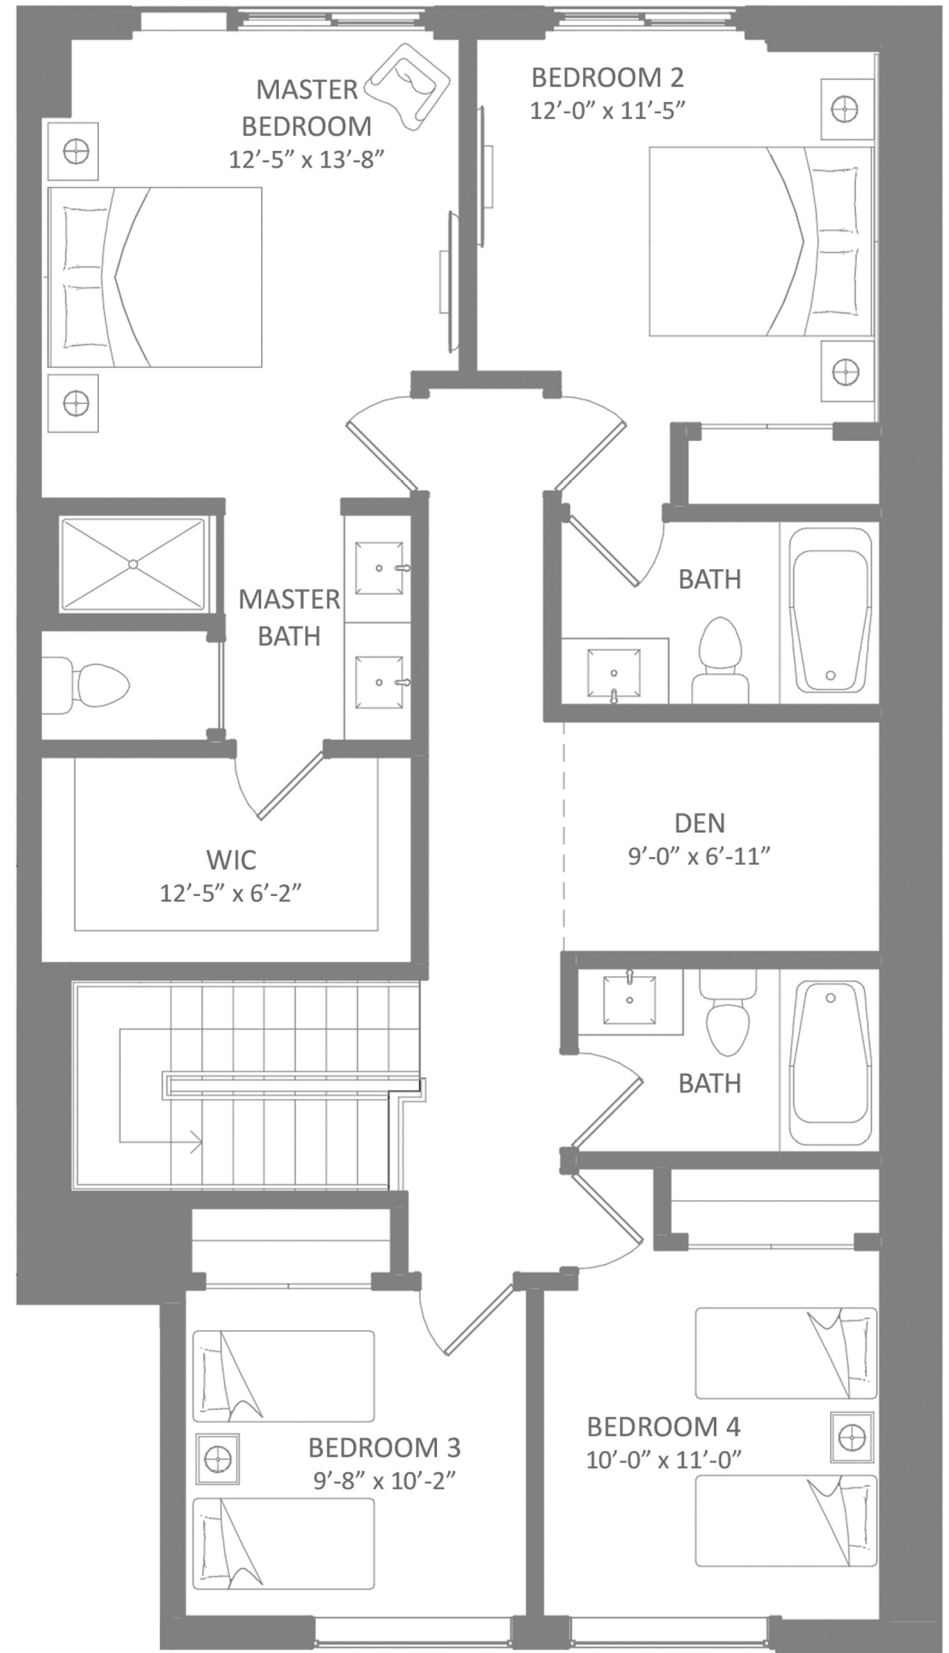 MASTER
BEDROOM
12’-5” x 13’-8”
BEDROOM 2
12’-0” x 11’-5”
MASTER
BATH
BATH
DEN
9’-0” x 6’-11”
WIC
12’-5” x 6’-2”
BATH
BEDROOM 3
9’-8” x 10’-2”
BEDROOM 4
10’-0” x 11’-0”